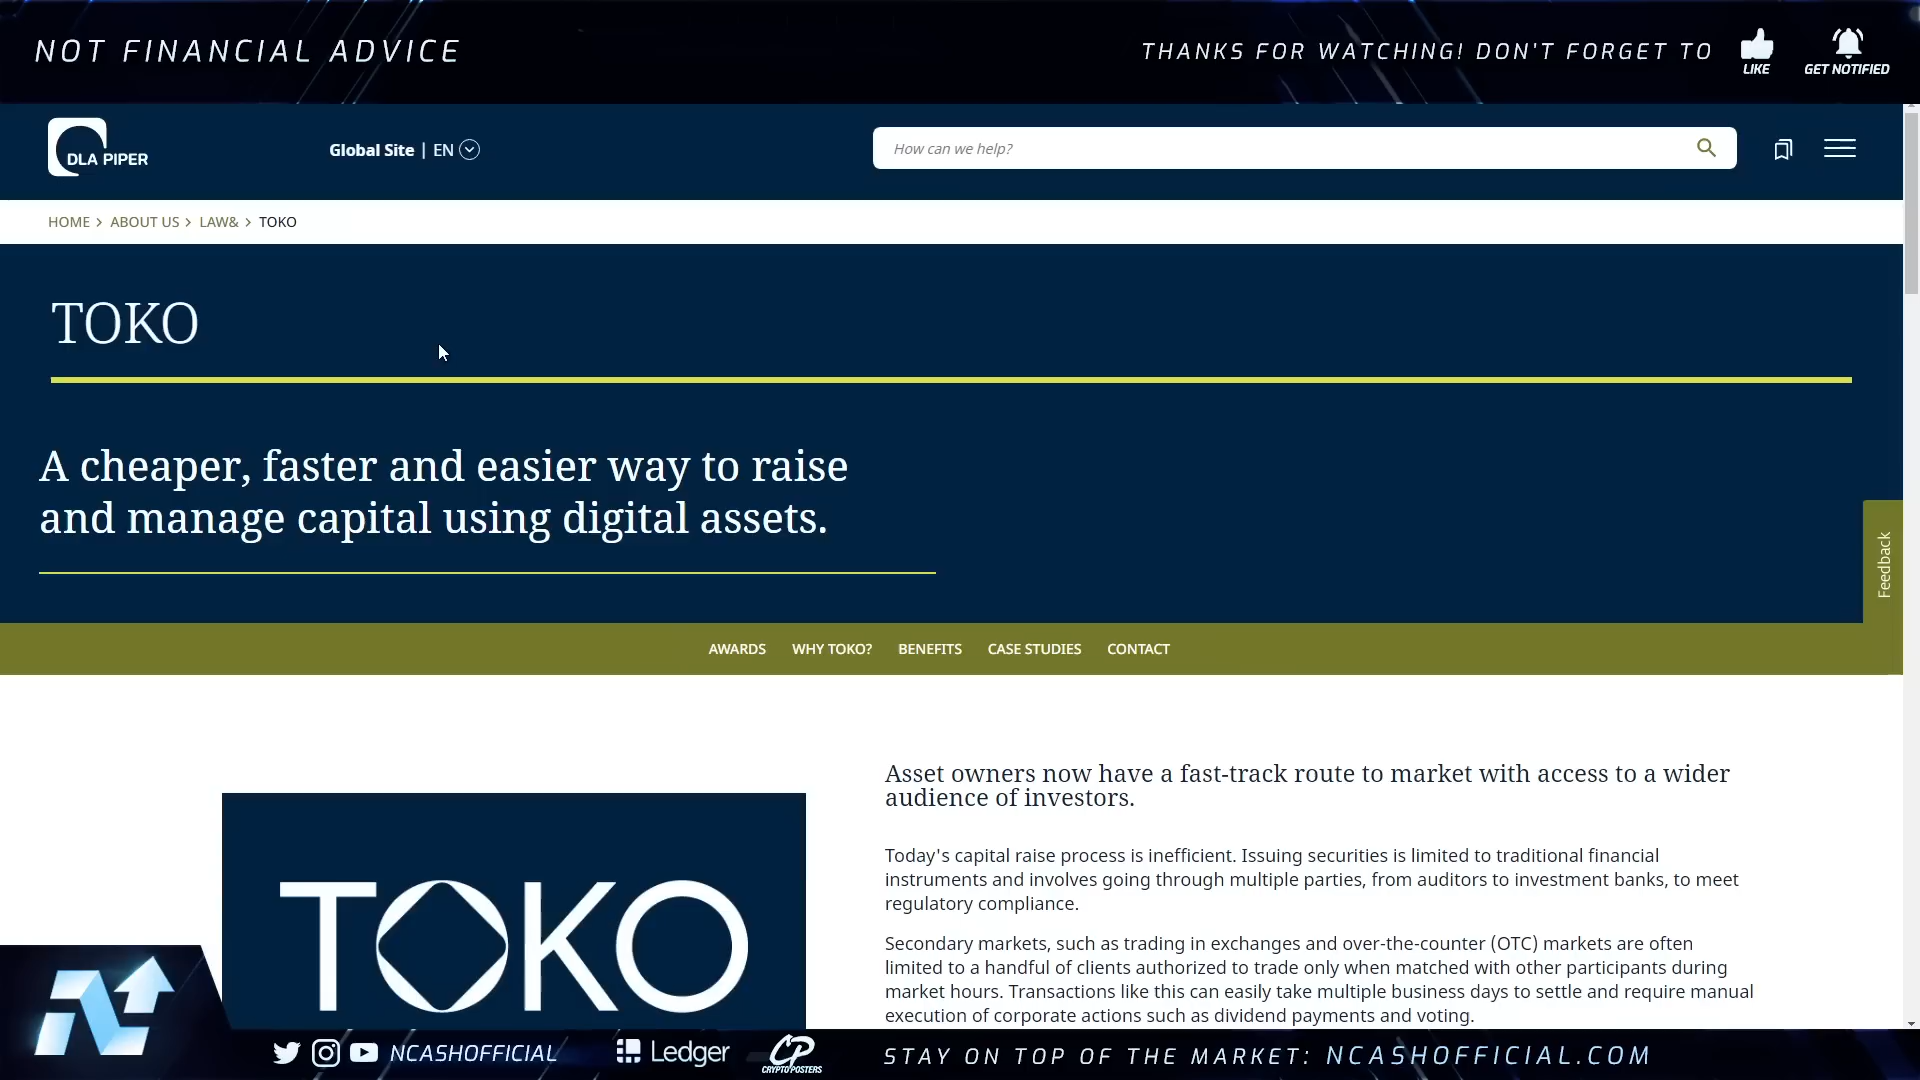 NOT FINANCIAL ADVICE
THANKS FOR WATCHING! DON'T FORGET TO
LIKE
GET NOTIFIED
DLA PIPER
Global Site | EN
How can we help?
HOME > ABOUT US > LAW& > TOKO
TOKO
A cheaper, faster and easier way to raise
and manage capital using digital assets.
Feedback
AWARDS WHY TOKO? BENEFITS CASE STUDIES CONTACT
TOKO
Asset owners now have a fast-track route to market with access to a wider
audience of investors.
Today's capital raise process is inefficient. Issuing securities is limited to traditional financial
instruments and involves going through multiple parties, from auditors to investment banks, to meet
regulatory compliance.
Secondary markets, such as trading in exchanges and over-the-counter (OTC) markets are often
limited to a handful of clients authorized to trade only when matched with other participants during
market hours. Transactions like this can easily take multiple business days to settle and require manual
execution of corporate actions such as dividend payments and voting.
NCASHOFFICIAL
Ledger
CP
CRYPTOPOSTERS
STAY ON TOP OF THE MARKET: NCASHOFFICIAL.COM